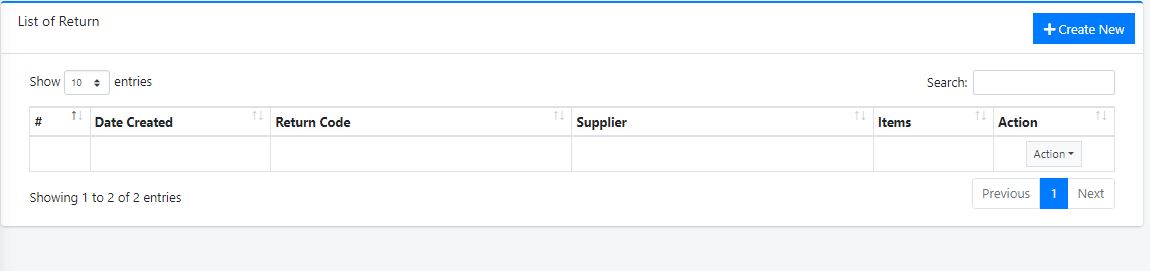 List of Return
Create New
Show 10 entries
Search:
# Date Created Return Code Supplier Items Action
Action
Showing 1 to 2 of 2 entries
Previous 1 Next